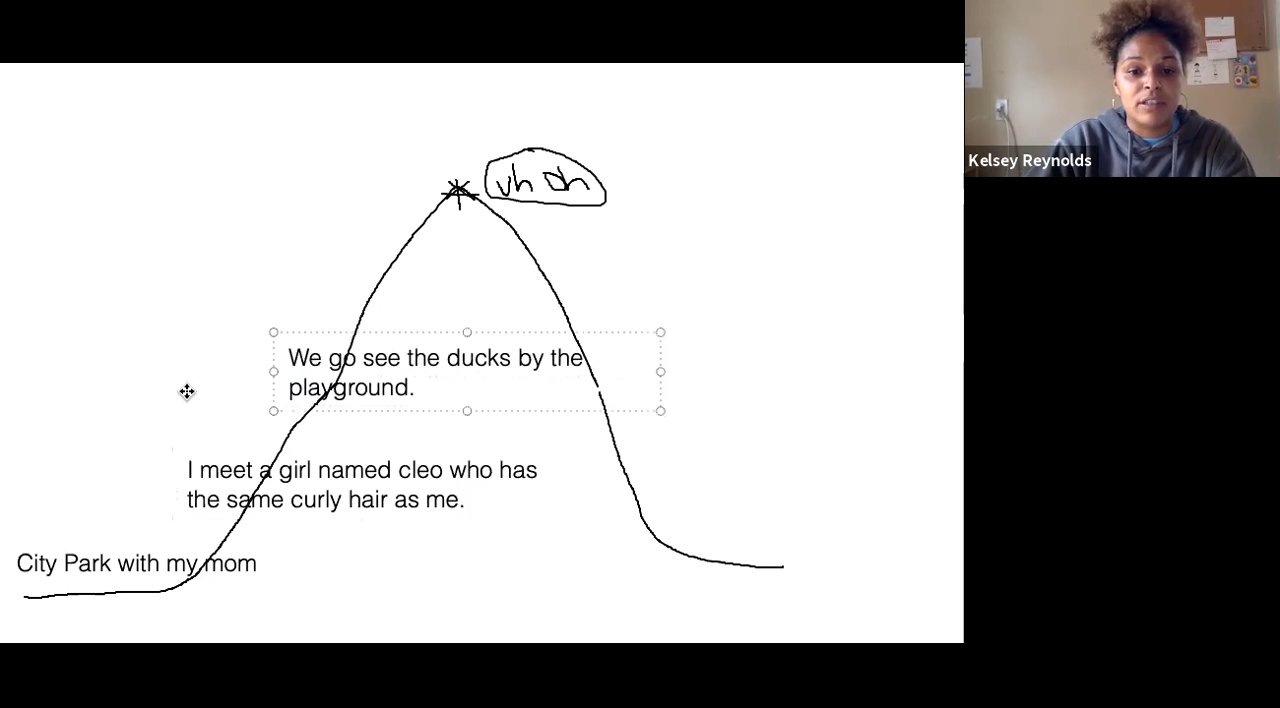 Kelsey Reynolds
uh oh
We go see the ducks by the
playground.
I meet a girl named cleo who has
the same curly hair as me.
City Park with my mom